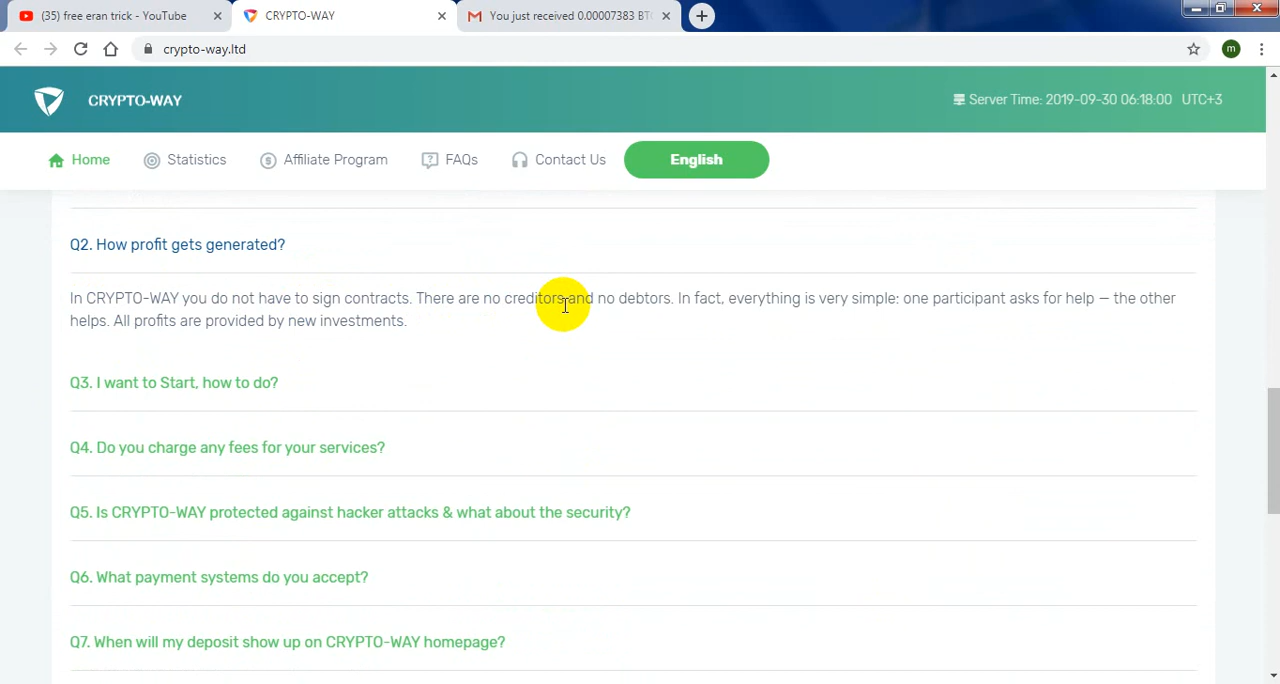 (35) free eran trick - YouTube
CRYPTO-WAY
You just received 0.00007383 BT
crypto-way.ltd
m
CRYPTO-WAY
Server Time: 2019-09-30 06:18:00 UTC+3
Home
Statistics
Affiliate Program
FAQs
Contact Us
English
Q2. How profit gets generated?
In CRYPTO-WAY you do not have to sign contracts. There are no creditors and no debtors. In fact, everything is very simple: one participant asks for help — the other
helps. All profits are provided by new investments.
Q3. I want to Start, how to do?
Q4. Do you charge any fees for your services?
Q5. Is CRYPTO-WAY protected against hacker attacks & what about the security?
Q6. What payment systems do you accept?
Q7. When will my deposit show up on CRYPTO-WAY homepage?